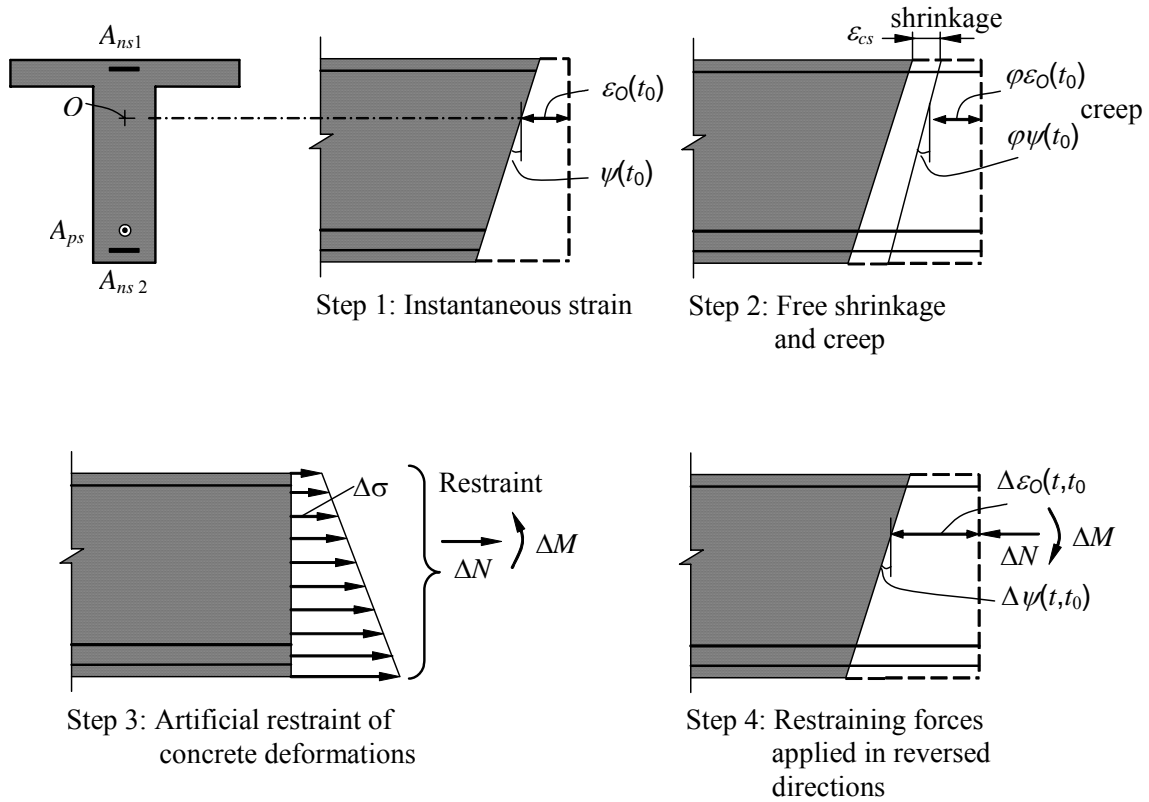 A_ns1
O
A_ps
A_ns 2
ε_O(t_0)
ψ(t_0)
Step 1: Instantaneous strain
shrinkage
ε_cs
φε_O(t_0)
creep
φψ(t_0)
Step 2: Free shrinkage
and creep
Δσ
Restraint
ΔN
ΔM
Step 3: Artificial restraint of
concrete deformations
Δε_O(t,t_0
ΔN
ΔM
Δψ(t,t_0)
Step 4: Restraining forces
applied in reversed
directions